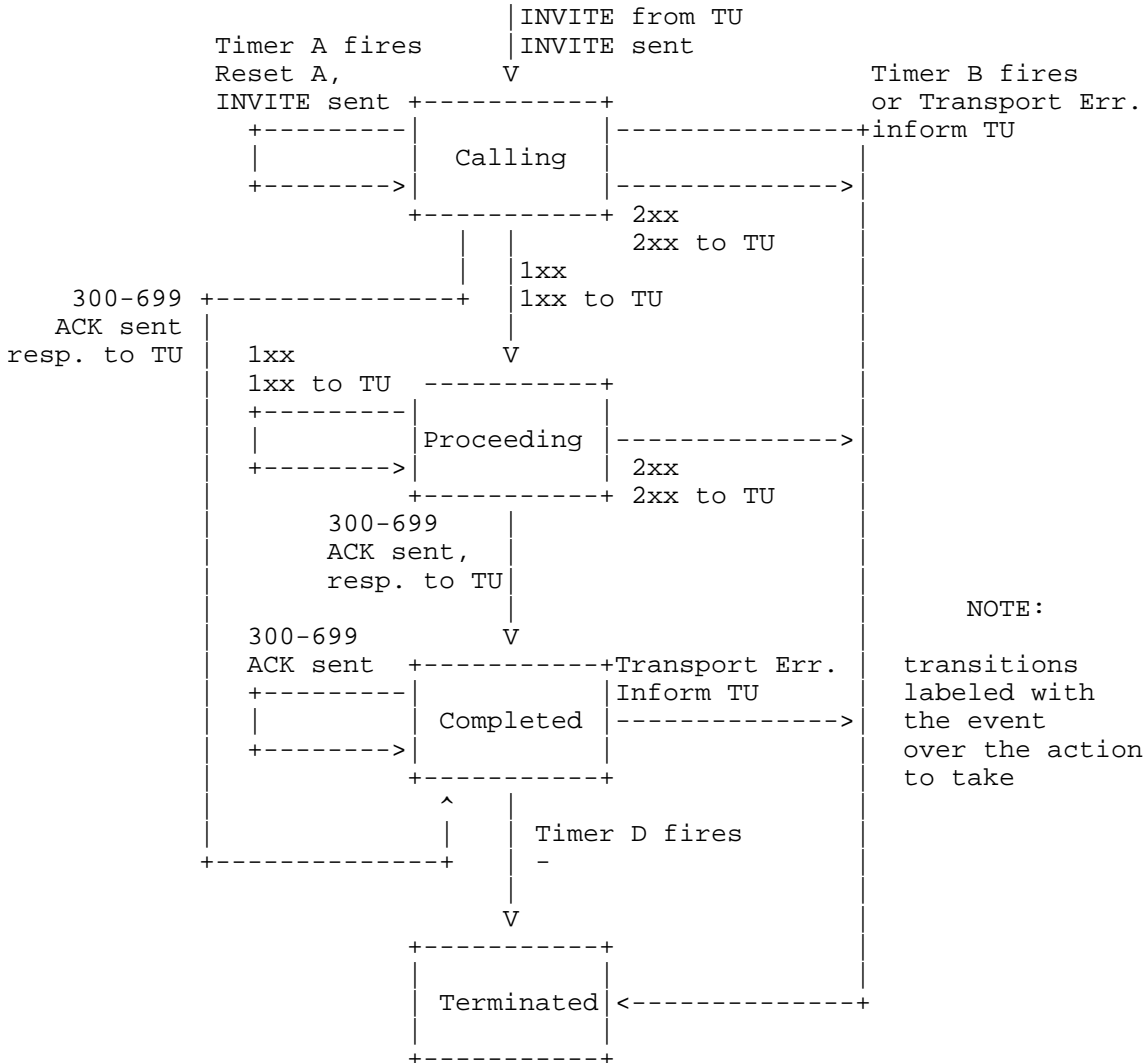 INVITE from TU
Timer A fires INVITE sent
Reset A, V Timer B fires
INVITE sent or Transport Err.
inform TU
Calling
2xx
2xx to TU
1xx
300-699 1xx to TU
ACK sent
resp. to TU 1xx V
1xx to TU
Proceeding
2xx
2xx to TU
300-699
ACK sent,
resp. to TU
NOTE:
300-699 V
ACK sent Transport Err. transitions
Inform TU labeled with
Completed the event
over the action
to take
Timer D fires
-
V
Terminated